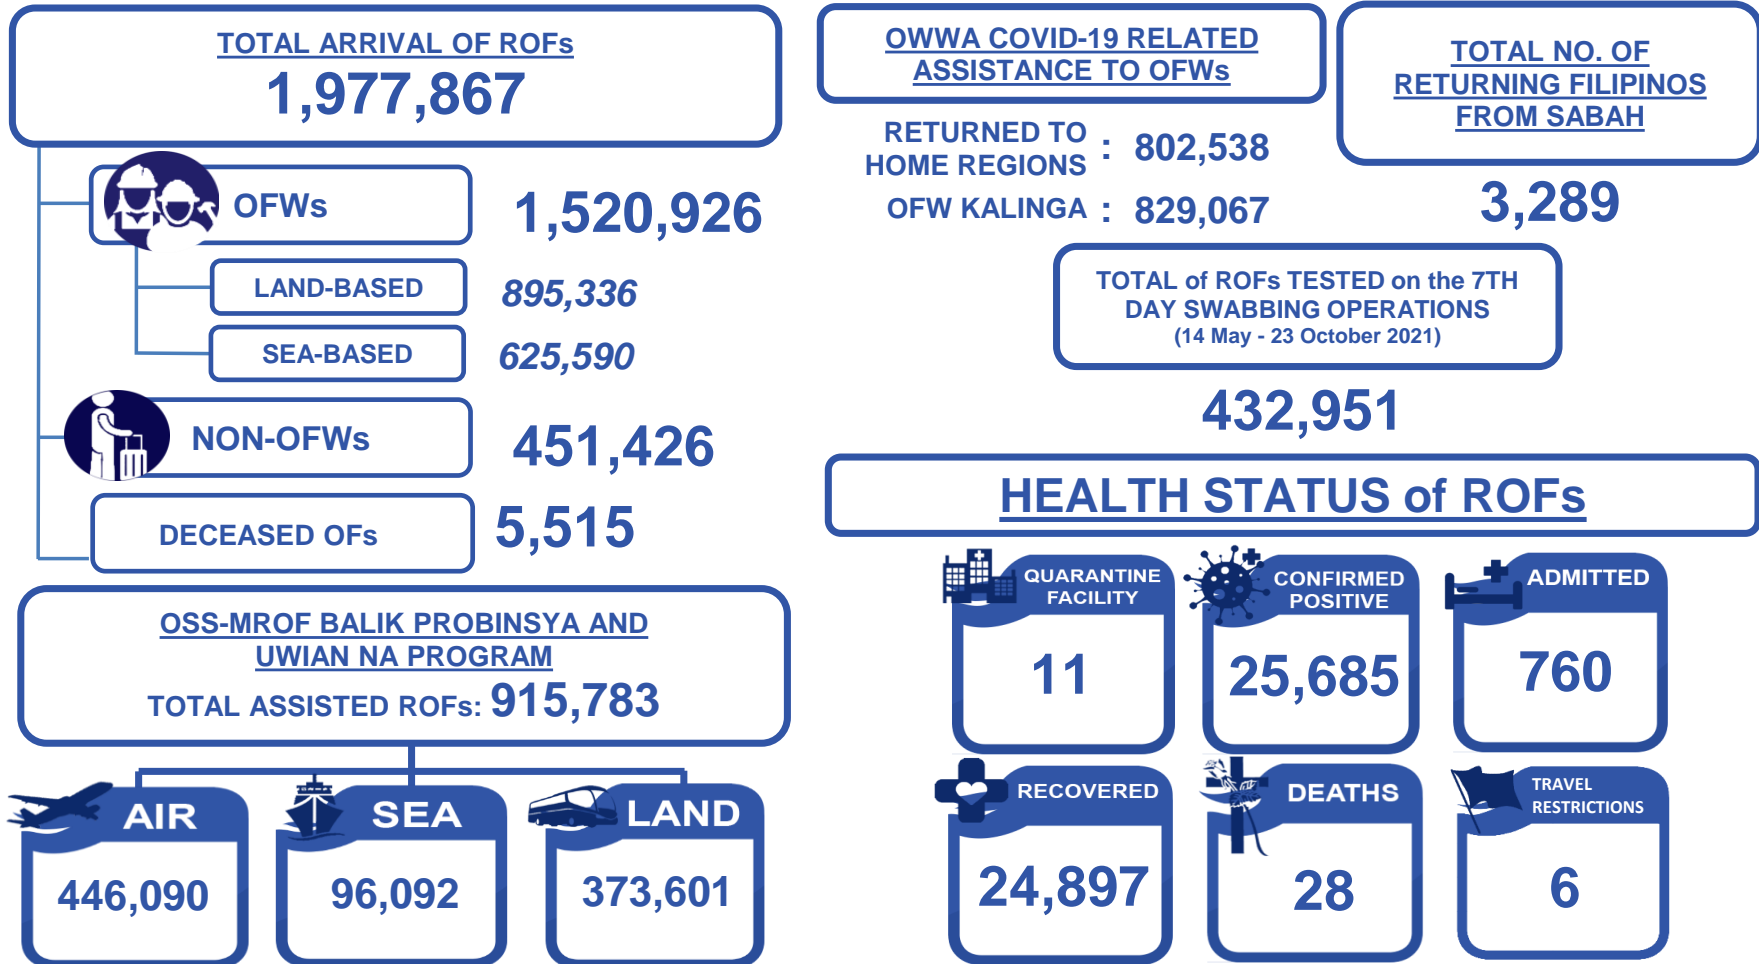 TOTAL ARRIVAL OF ROFs
1,977,867
OFWs
1,520,926
LAND-BASED
895,336
SEA-BASED
625,590
NON-OFWs
451,426
DECEASED OFs
5,515
OSS-MROF BALIK PROBINSYA AND
UWIAN NA PROGRAM
TOTAL ASSISTED ROFs: 915,783
AIR
446,090
SEA
96,092
LAND
373,601
OWWA COVID-19 RELATED
ASSISTANCE TO OFWs
RETURNED TO
HOME REGIONS : 802,538
OFW KALINGA : 829,067
TOTAL NO. OF
RETURNING FILIPINOS
FROM SABAH
3,289
TOTAL of ROFs TESTED on the 7TH
DAY SWABBING OPERATIONS
(14 May - 23 October 2021)
432,951
HEALTH STATUS of ROFs
QUARANTINE
FACILITY
11
CONFIRMED
POSITIVE
25,685
ADMITTED
760
RECOVERED
24,897
DEATHS
28
TRAVEL
RESTRICTIONS
6